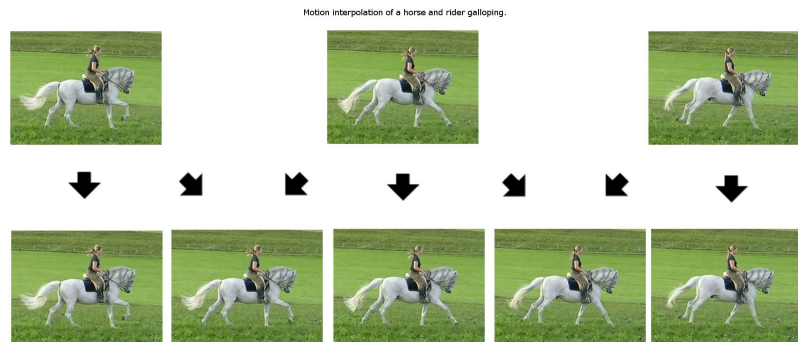 Motion interpolation of a horse and rider galloping.